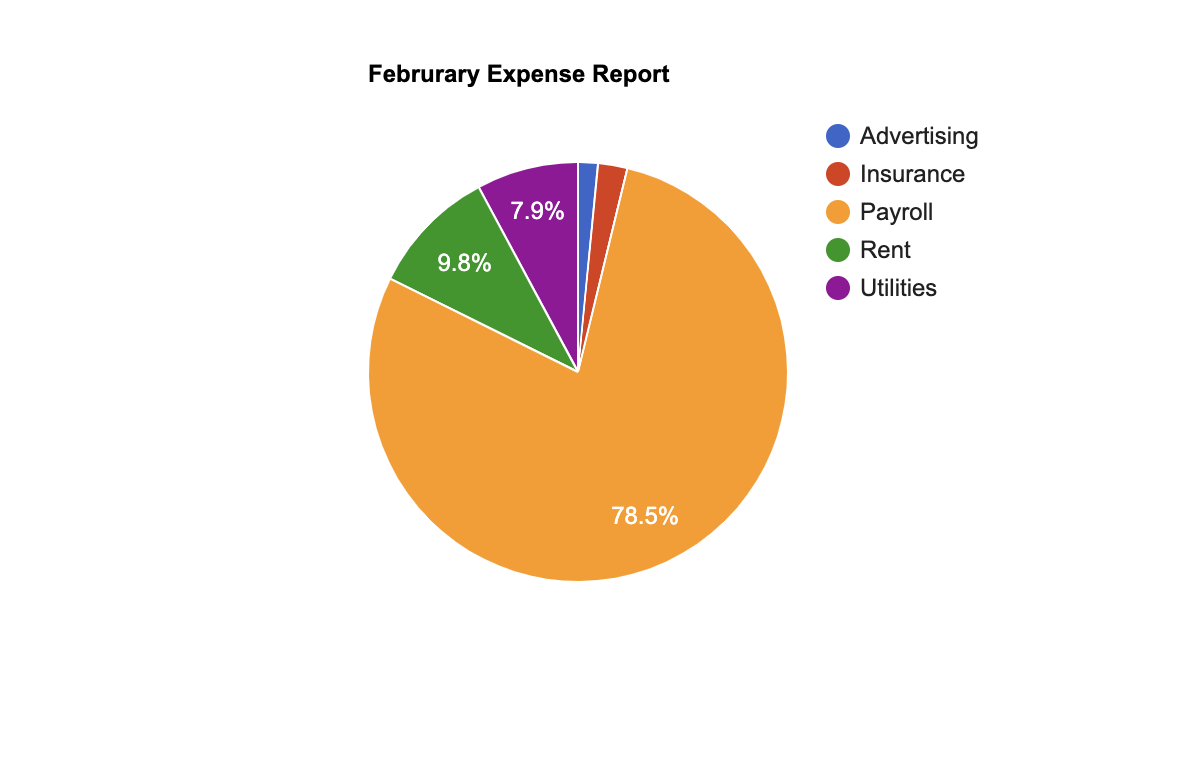 Februrary Expense Report
Advertising
Insurance
Payroll
Rent
Utilities
7.9%
9.8%
78.5%